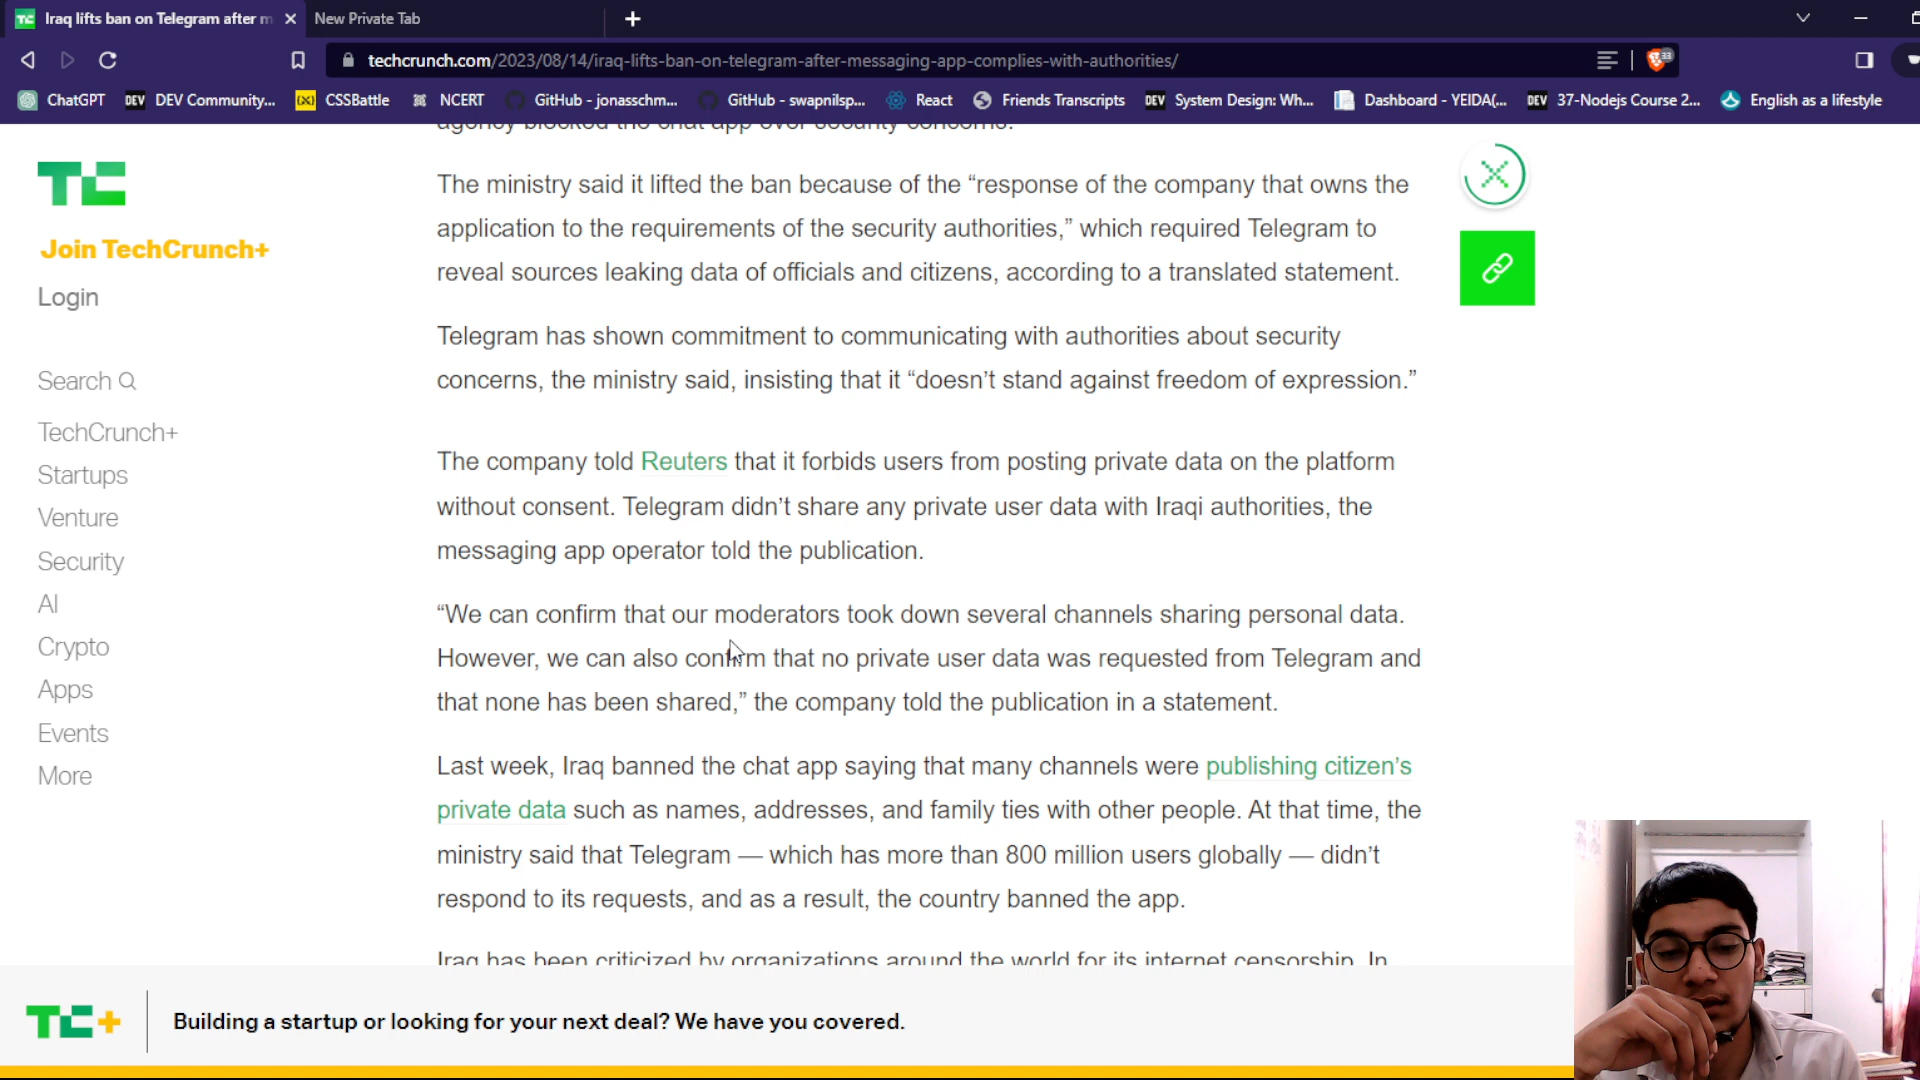 Iraq lifts ban on Telegram after m
New Private Tab
techcrunch.com/2023/08/14/iraq-lifts-ban-on-telegram-after-messaging-app-complies-with-authorities/
33
ChatGPT
DEV DEV Community...
CSSBattle
NCERT
GitHub - jonasschm...
GitHub - swapnilsp...
React
Friends Transcripts
DEV System Design: Wh...
Dashboard - YEIDA(...
DEV 37-Nodejs Course 2...
English as a lifestyle
TC
Join TechCrunch+
Login
Search
TechCrunch+
Startups
Venture
Security
AI
Crypto
Apps
Events
More
agency blocked the chat app over security concerns.
The ministry said it lifted the ban because of the “response of the company that owns the
application to the requirements of the security authorities,” which required Telegram to
reveal sources leaking data of officials and citizens, according to a translated statement.
Telegram has shown commitment to communicating with authorities about security
concerns, the ministry said, insisting that it “doesn’t stand against freedom of expression.”
The company told Reuters that it forbids users from posting private data on the platform
without consent. Telegram didn’t share any private user data with Iraqi authorities, the
messaging app operator told the publication.
“We can confirm that our moderators took down several channels sharing personal data.
However, we can also confirm that no private user data was requested from Telegram and
that none has been shared,” the company told the publication in a statement.
Last week, Iraq banned the chat app saying that many channels were publishing citizen’s
private data such as names, addresses, and family ties with other people. At that time, the
ministry said that Telegram — which has more than 800 million users globally — didn’t
respond to its requests, and as a result, the country banned the app.
Iraq has been criticized by organizations around the world for its internet censorship. In
TC+
Building a startup or looking for your next deal? We have you covered.